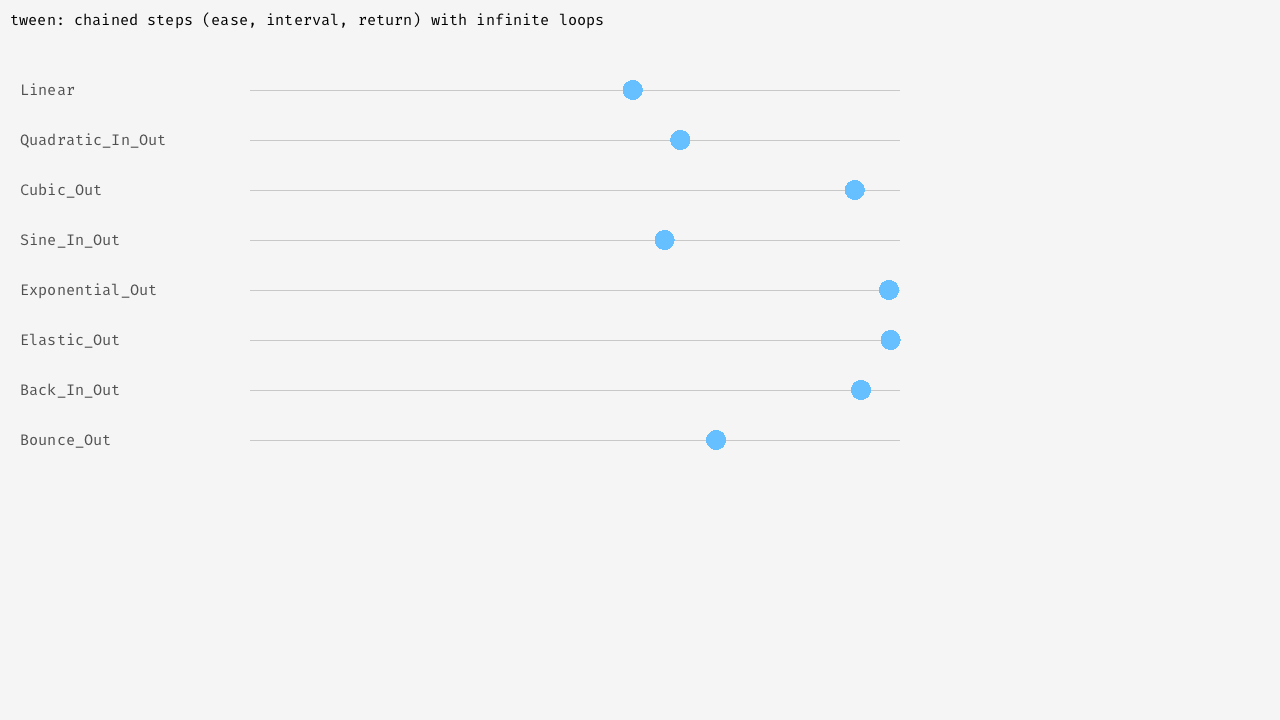 tween: chained steps (ease, interval, return) with infinite loops
Linear
Quadratic_In_Out
Cubic_Out
Sine_In_Out
Exponential_Out
Elastic_Out
Back_In_Out
Bounce_Out